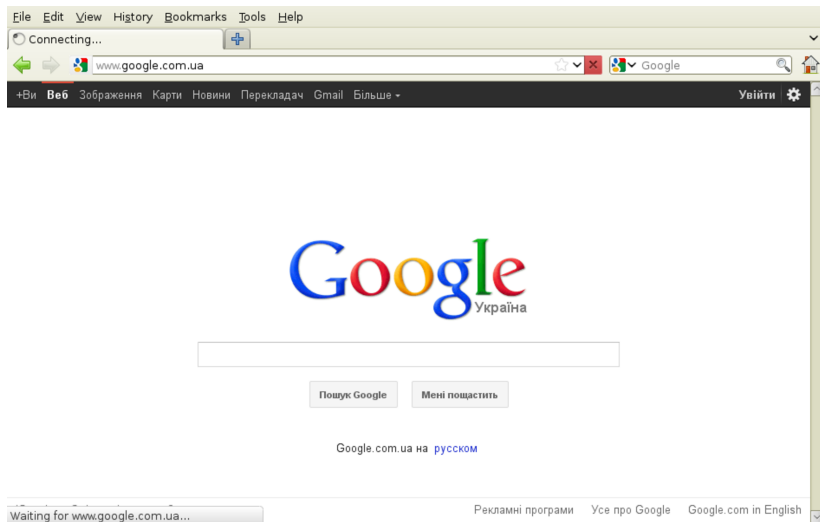 File Edit View History Bookmarks Tools Help
Connecting...
www.google.com.ua Google
+Ви Веб Зображення Карти Новини Перекладач Gmail Більше Увійти
Google
Україна
Пошук Google Мені пощастить
Google.com.ua на русском
Рекламні програми Усе про Google Google.com in English
Waiting for www.google.com.ua...